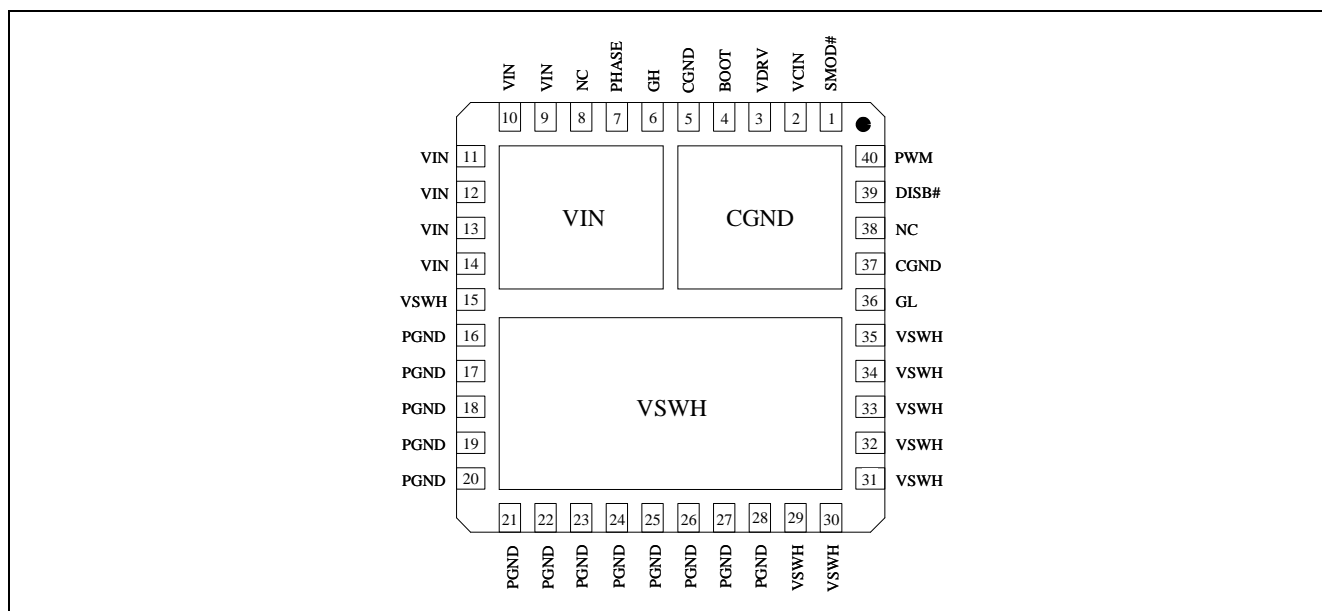 VIN VIN NC PHASE GH CGND BOOT VDRV VCIN SMOD#
10 9 8 7 6 5 4 3 2 1
VIN 11 40 PWM
VIN 12 39 DISB#
VIN 13 38 NC
VIN CGND
VIN 14 37 CGND
VSWH 15 36 GL
PGND 16 35 VSWH
PGND 17 34 VSWH
PGND 18 33 VSWH
VSWH
PGND 19 32 VSWH
PGND 20 31 VSWH
21 22 23 24 25 26 27 28 29 30
PGND PGND PGND PGND PGND PGND PGND PGND VSWH VSWH